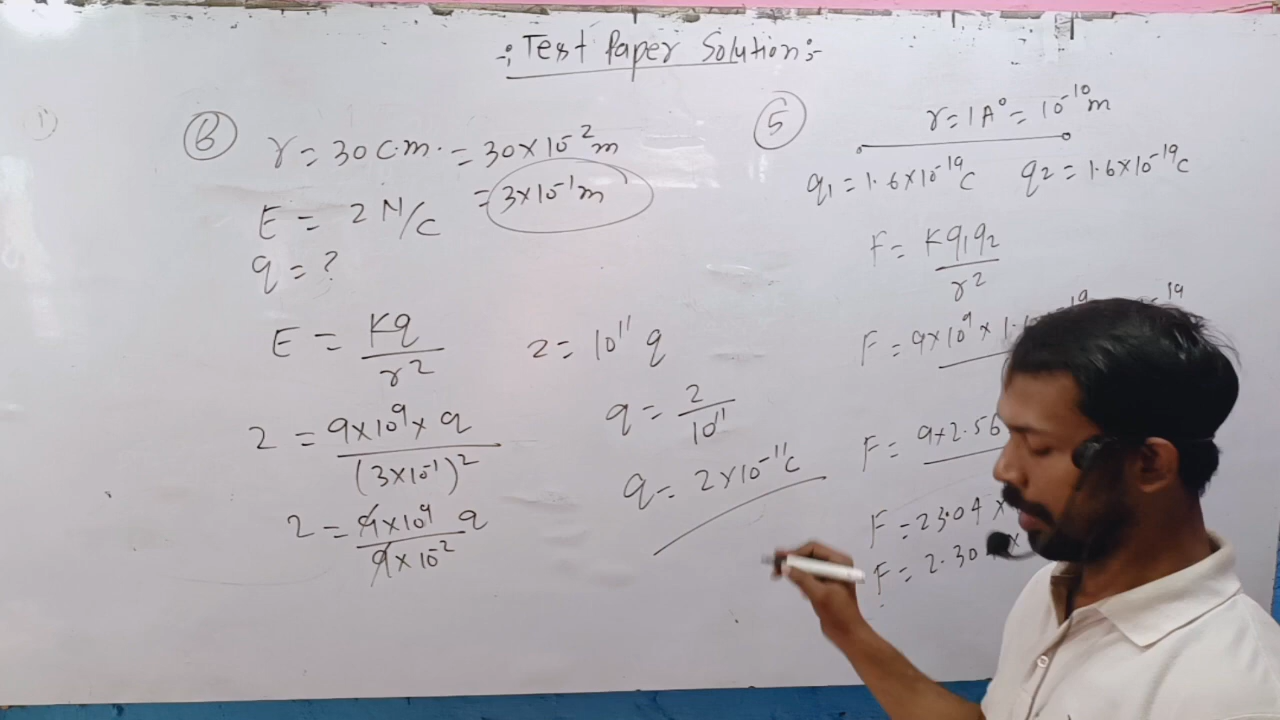 -: Test Paper Solution :-
①
⑥
r = 30 c.m. = 30×10⁻² m
= 3×10⁻¹ m
E = 2 N/C
q = ?
E = Kq / r²
2 = 9×10⁹ × q / (3×10⁻¹)²
2 = 9×10⁹ q / 9×10⁻²
2 = 10¹¹ q
q = 2 / 10¹¹
q = 2×10⁻¹¹ C
⑤
r = 1 A° = 10⁻¹⁰ m
q₁ = 1.6×10⁻¹⁹ C q₂ = 1.6×10⁻¹⁹ C
F = K q₁ q₂ / r²
F = 9×10⁹ ×
F = 9×2.56
F = 23.04 ×
F = 2.30